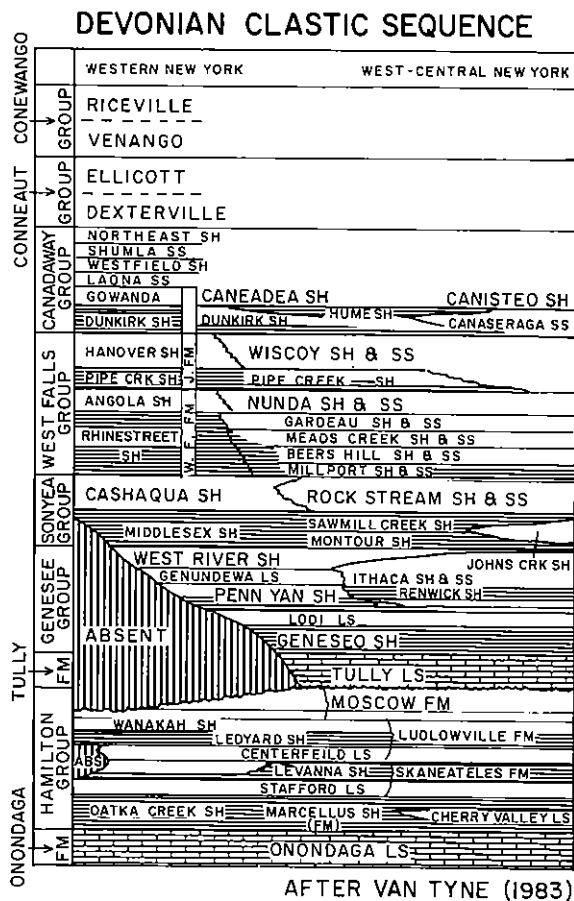 DEVONIAN CLASTIC SEQUENCE
WESTERN NEW YORK
WEST-CENTRAL NEW YORK
CONEWANGO
GROUP
RICEVILLE
VENANGO
CONNEAUT
GROUP
ELLICOTT
DEXTERVILLE
CANADAWAY
GROUP
NORTHEAST SH
SHUMLA SS
WESTFIELD SH
LAONA SS
GOWANDA
CANEADEA SH
HUME SH
CANISTEO SH
DUNKIRK SH
DUNKIRK SH
CANASERAGA SS
WEST FALLS
GROUP
HANOVER SH
J. FM
WISCOY SH & SS
PIPE CRK SH
PIPE CREEK SH
ANGOLA SH
W. F. FM
NUNDA SH & SS
GARDEAU SH & SS
RHINESTREET
SH
MEADS CREEK SH & SS
BEERS HILL SH & SS
MILLPORT SH & SS
SONYEA
GROUP
CASHAQUA SH
ROCK STREAM SH & SS
MIDDLESEX SH
SAWMILL CREEK SH
MONTOUR SH
JOHNS CRK SH
GENESEE
GROUP
WEST RIVER SH
GENUNDEWA LS
ITHACA SH & SS
PENN YAN SH
RENWICK SH
LODI LS
ABSENT
GENESEO SH
TULLY
FM
TULLY LS
HAMILTON
GROUP
MOSCOW FM
WANAKAH SH
LEDYARD SH
LUDLOWVILLE FM
CENTERFEILD LS
ABS
LEVANNA SH
SKANEATELES FM
STAFFORD LS
OATKA CREEK SH
MARCELLUS SH
(FM)
CHERRY VALLEY LS
ONONDAGA
FM
ONONDAGA LS
AFTER VAN TYNE (1983)